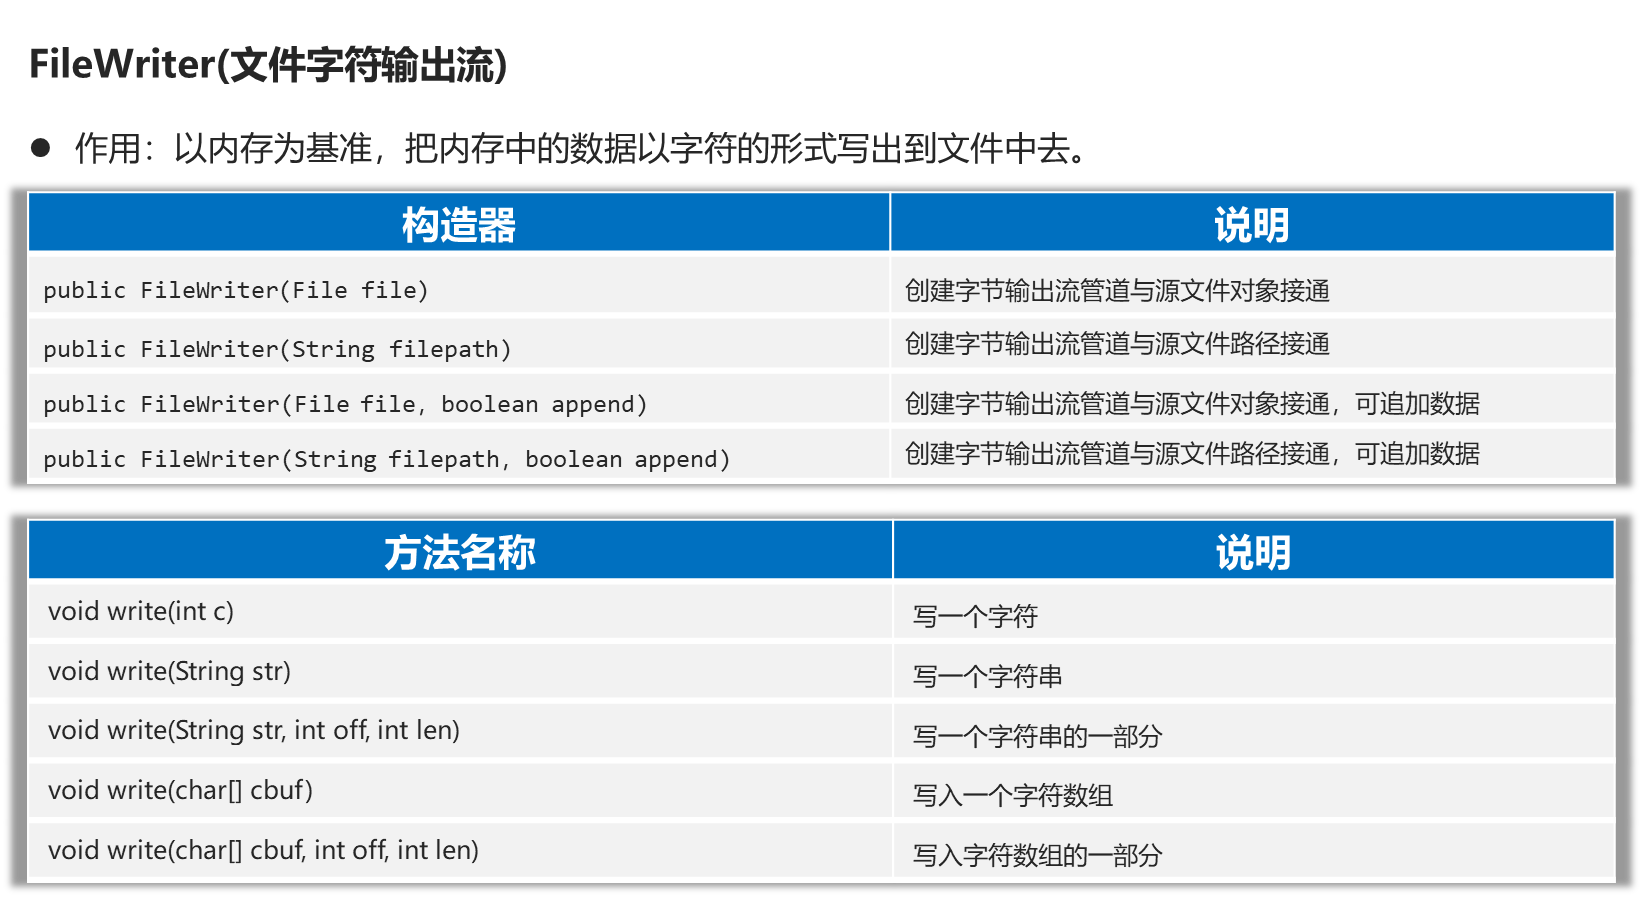 FileWriter(文件字符输出流)
● 作用：以内存为基准，把内存中的数据以字符的形式写出到文件中去。
构造器 说明
public FileWriter(File file) 创建字节输出流管道与源文件对象接通
public FileWriter(String filepath) 创建字节输出流管道与源文件路径接通
public FileWriter(File file, boolean append) 创建字节输出流管道与源文件对象接通，可追加数据
public FileWriter(String filepath, boolean append) 创建字节输出流管道与源文件路径接通，可追加数据
方法名称 说明
void write(int c) 写一个字符
void write(String str) 写一个字符串
void write(String str, int off, int len) 写一个字符串的一部分
void write(char[] cbuf) 写入一个字符数组
void write(char[] cbuf, int off, int len) 写入字符数组的一部分